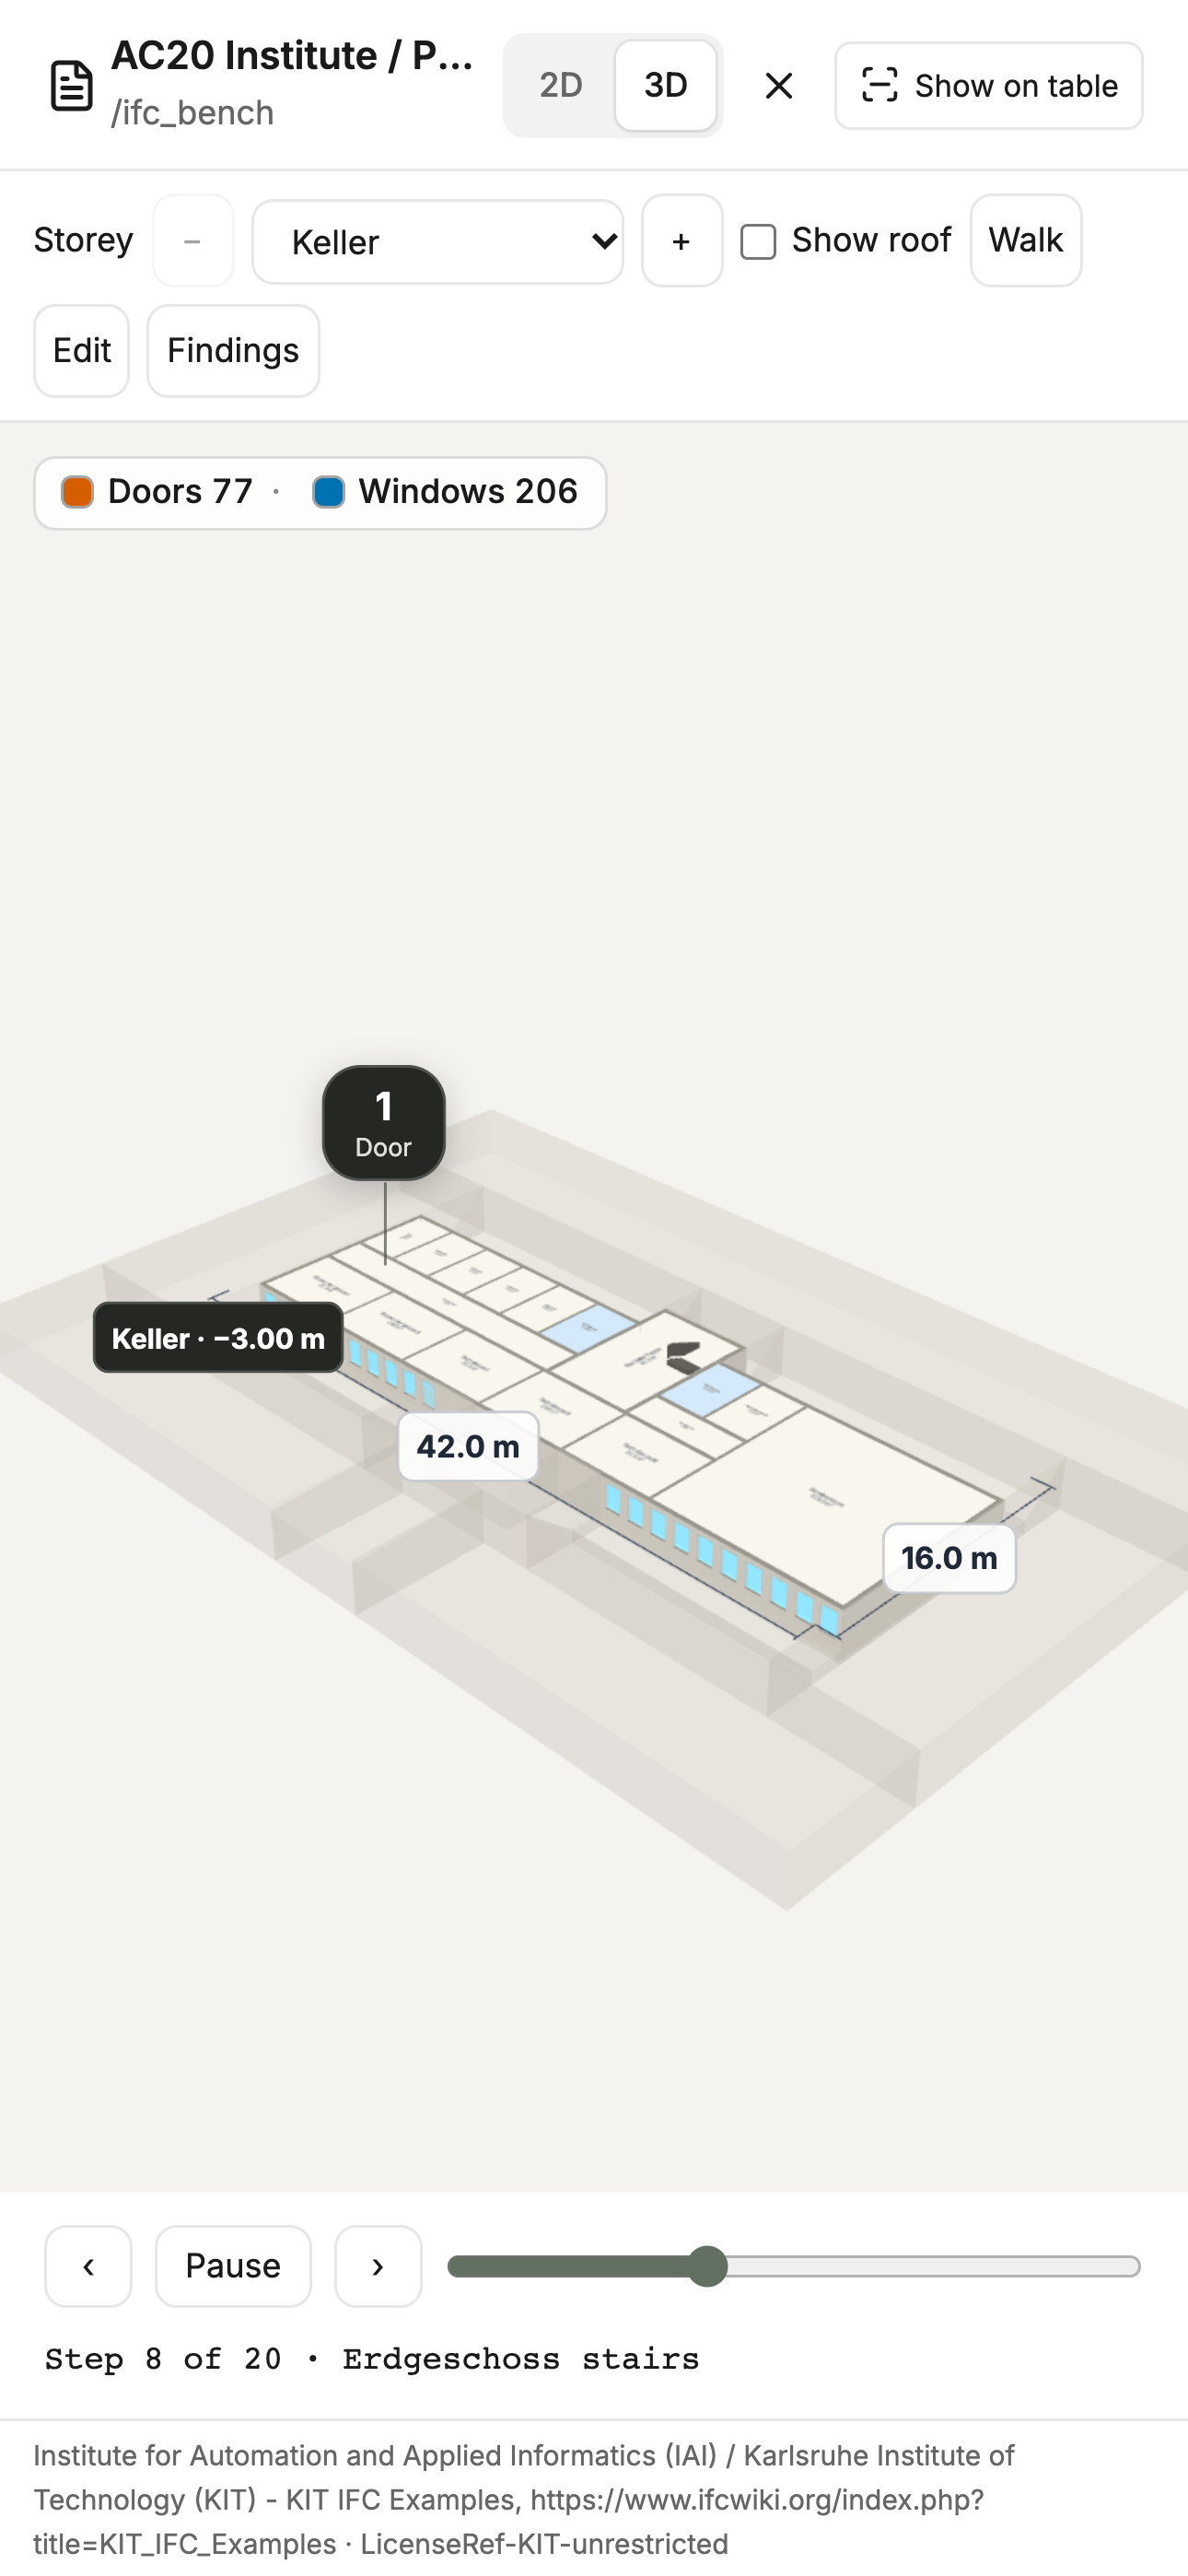 AC20 Institute / P...
/ifc_bench
2D
3D
Show on table
Storey
−
Keller
+
Show roof
Walk
Edit
Findings
Doors 77 · Windows 206
1
Door
Keller · −3.00 m
42.0 m
16.0 m
‹
Pause
›
Step 8 of 20 · Erdgeschoss stairs
Institute for Automation and Applied Informatics (IAI) / Karlsruhe Institute of
Technology (KIT) - KIT IFC Examples, https://www.ifcwiki.org/index.php?
title=KIT_IFC_Examples · LicenseRef-KIT-unrestricted